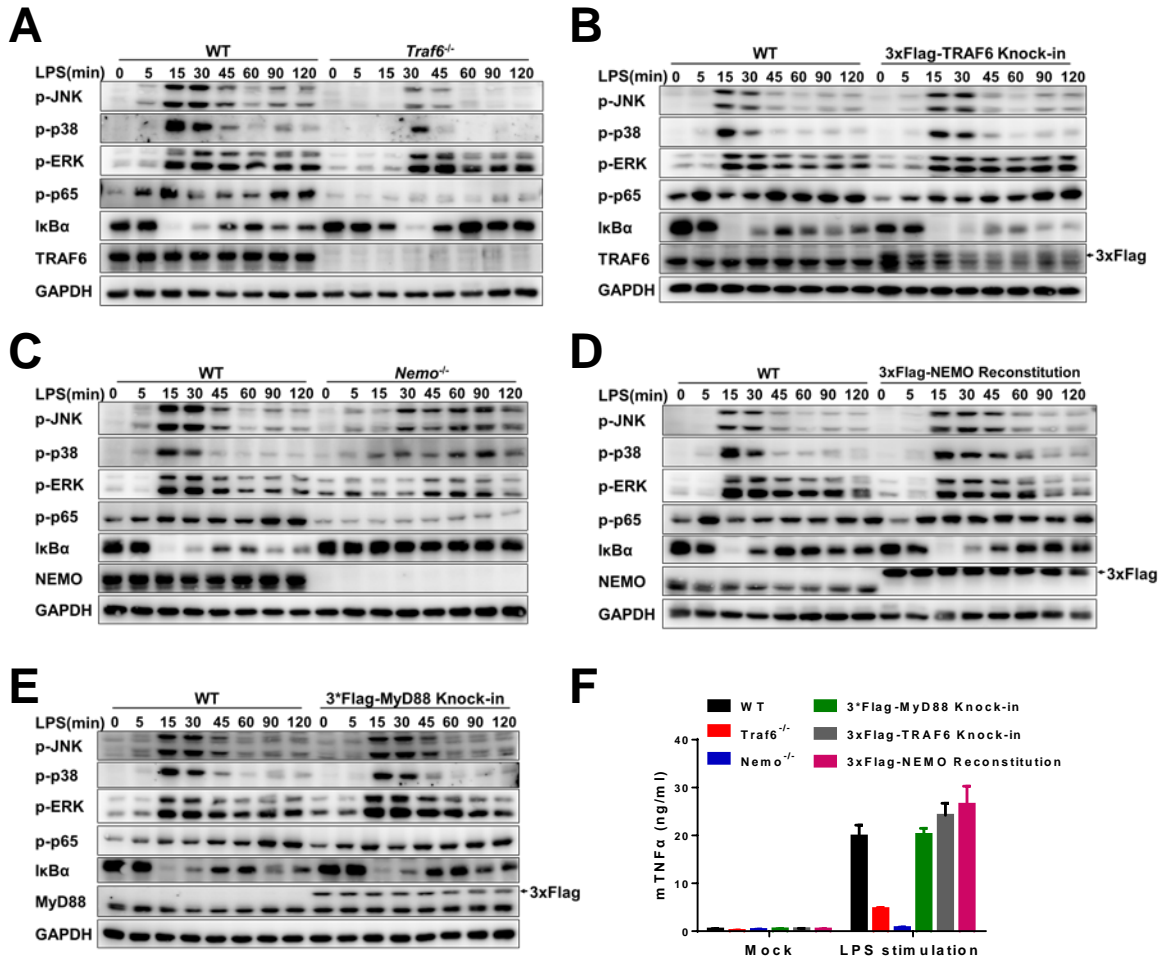 A
WT Traf6-/-
LPS(min) 0 5 15 30 45 60 90 120 0 5 15 30 45 60 90 120
p-JNK
p-p38
p-ERK
p-p65
IκBα
TRAF6
GAPDH
B
WT 3xFlag-TRAF6 Knock-in
LPS(min) 0 5 15 30 45 60 90 120 0 5 15 30 45 60 90 120
p-JNK
p-p38
p-ERK
p-p65
IκBα
TRAF6 3xFlag
GAPDH
C
WT Nemo-/-
LPS(min) 0 5 15 30 45 60 90 120 0 5 15 30 45 60 90 120
p-JNK
p-p38
p-ERK
p-p65
IκBα
NEMO
GAPDH
D
WT 3xFlag-NEMO Reconstitution
LPS(min) 0 5 15 30 45 60 90 120 0 5 15 30 45 60 90 120
p-JNK
p-p38
p-ERK
p-p65
IκBα
NEMO 3xFlag
GAPDH
E
WT 3*Flag-MyD88 Knock-in
LPS(min) 0 5 15 30 45 60 90 120 0 5 15 30 45 60 90 120
p-JNK
p-p38
p-ERK
p-p65
IκBα
MyD88 3xFlag
GAPDH
F
WT 3*Flag-MyD88 Knock-in
Traf6-/- 3xFlag-TRAF6 Knock-in
Nemo-/- 3xFlag-NEMO Reconstitution
mTNFα (ng/ml)
40
30
20
10
0
Mock LPS stimulation